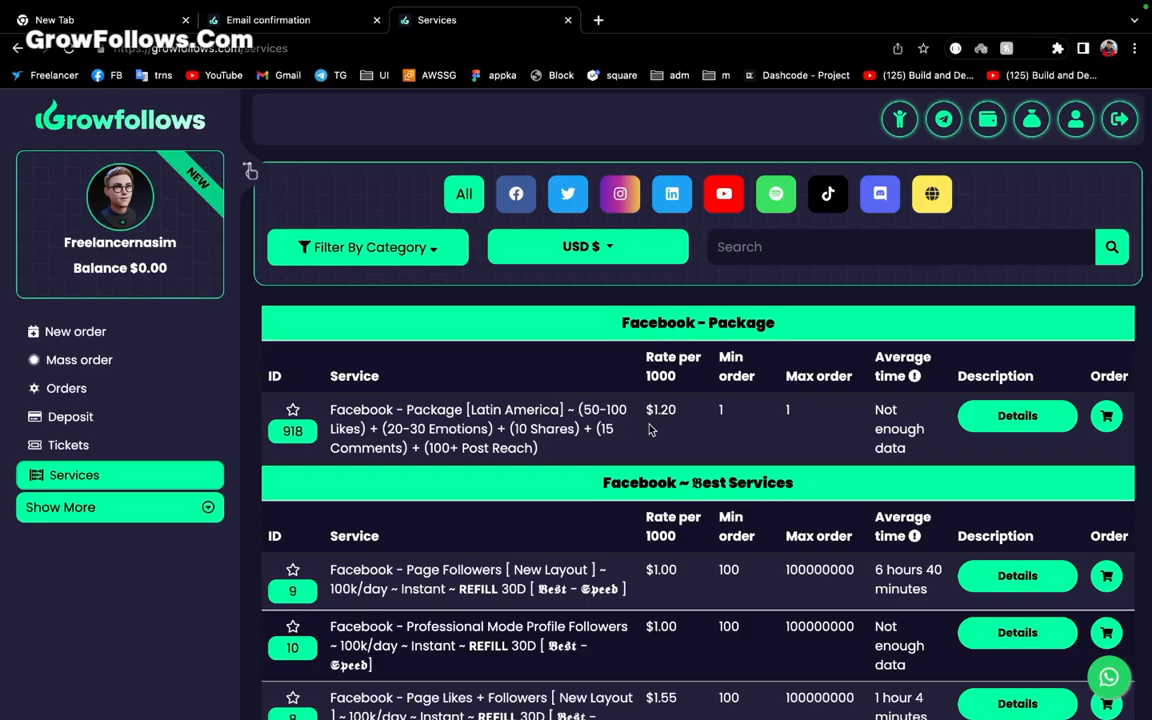 New Tab
Email confirmation
Services
GrowFollows.Com
https://growfollows.com/services
Freelancer
FB
trns
YouTube
Gmail
TG
UI
AWSSG
appka
Block
square
adm
m
Dashcode - Project
(125) Build and De...
(125) Build and De...
Growfollows
NEW
Freelancernasim
Balance $0.00
New order
Mass order
Orders
Deposit
Tickets
Services
Show More
All
Filter By Category
USD $
Search
Facebook - Package
ID Service Rate per 1000 Min order Max order Average time Description Order
918
Facebook - Package [Latin America] ~ (50-100
Likes) + (20-30 Emotions) + (10 Shares) + (15
Comments) + (100+ Post Reach)
$1.20
1
1
Not
enough
data
Details
Facebook ~ 𝕭est Services
ID Service Rate per 1000 Min order Max order Average time Description Order
9
Facebook - Page Followers [ New Layout ] ~
100k/day ~ Instant ~ REFILL 30D [ 𝕭𝖊𝖘𝖙 - 𝕾𝖕𝖊𝖊𝖉 ]
$1.00
100
100000000
6 hours 40
minutes
Details
10
Facebook - Professional Mode Profile Followers
~ 100k/day ~ Instant ~ REFILL 30D [ 𝕭𝖊𝖘𝖙 -
𝕾𝖕𝖊𝖊𝖉]
$1.00
100
100000000
Not
enough
data
Details
8
Facebook - Page Likes + Followers [ New Layout
] ~ 100k/day ~ Instant ~ REFILL 30D [ 𝕭𝖊𝖘𝖙 -
$1.55
100
100000000
1 hour 4
minutes
Details